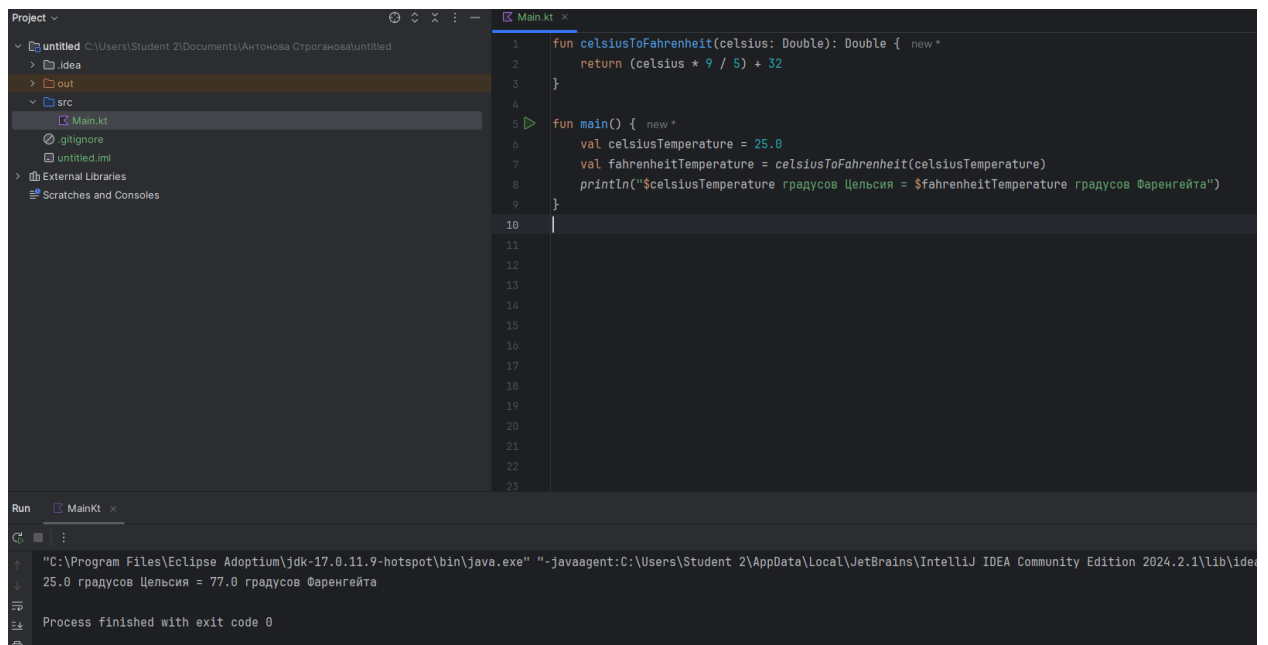 Project
untitled C:\Users\Student 2\Documents\Антонова Строганова\untitled
.idea
out
src
Main.kt
.gitignore
untitled.iml
External Libraries
Scratches and Consoles
Main.kt ×
1 fun celsiusToFahrenheit(celsius: Double): Double { new *
2 return (celsius * 9 / 5) + 32
3 }
4
5 fun main() { new *
6 val celsiusTemperature = 25.0
7 val fahrenheitTemperature = celsiusToFahrenheit(celsiusTemperature)
8 println("$celsiusTemperature градусов Цельсия = $fahrenheitTemperature градусов Фаренгейта")
9 }
10
11
12
13
14
15
16
17
18
19
20
21
22
23
Run MainKt ×
"C:\Program Files\Eclipse Adoptium\jdk-17.0.11.9-hotspot\bin\java.exe" "-javaagent:C:\Users\Student 2\AppData\Local\JetBrains\IntelliJ IDEA Community Edition 2024.2.1\lib\idea
25.0 градусов Цельсия = 77.0 градусов Фаренгейта
Process finished with exit code 0